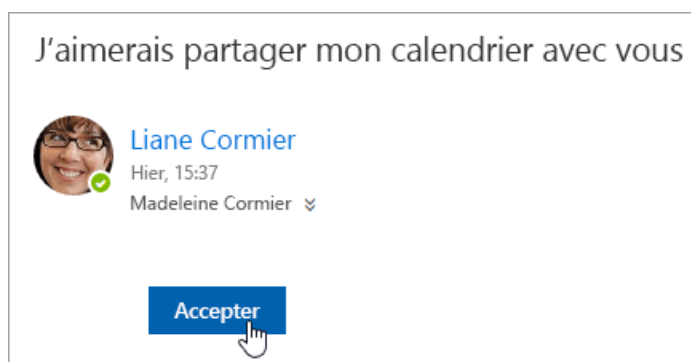 J'aimerais partager mon calendrier avec vous
Liane Cormier
Hier, 15:37
Madeleine Cormier
Accepter